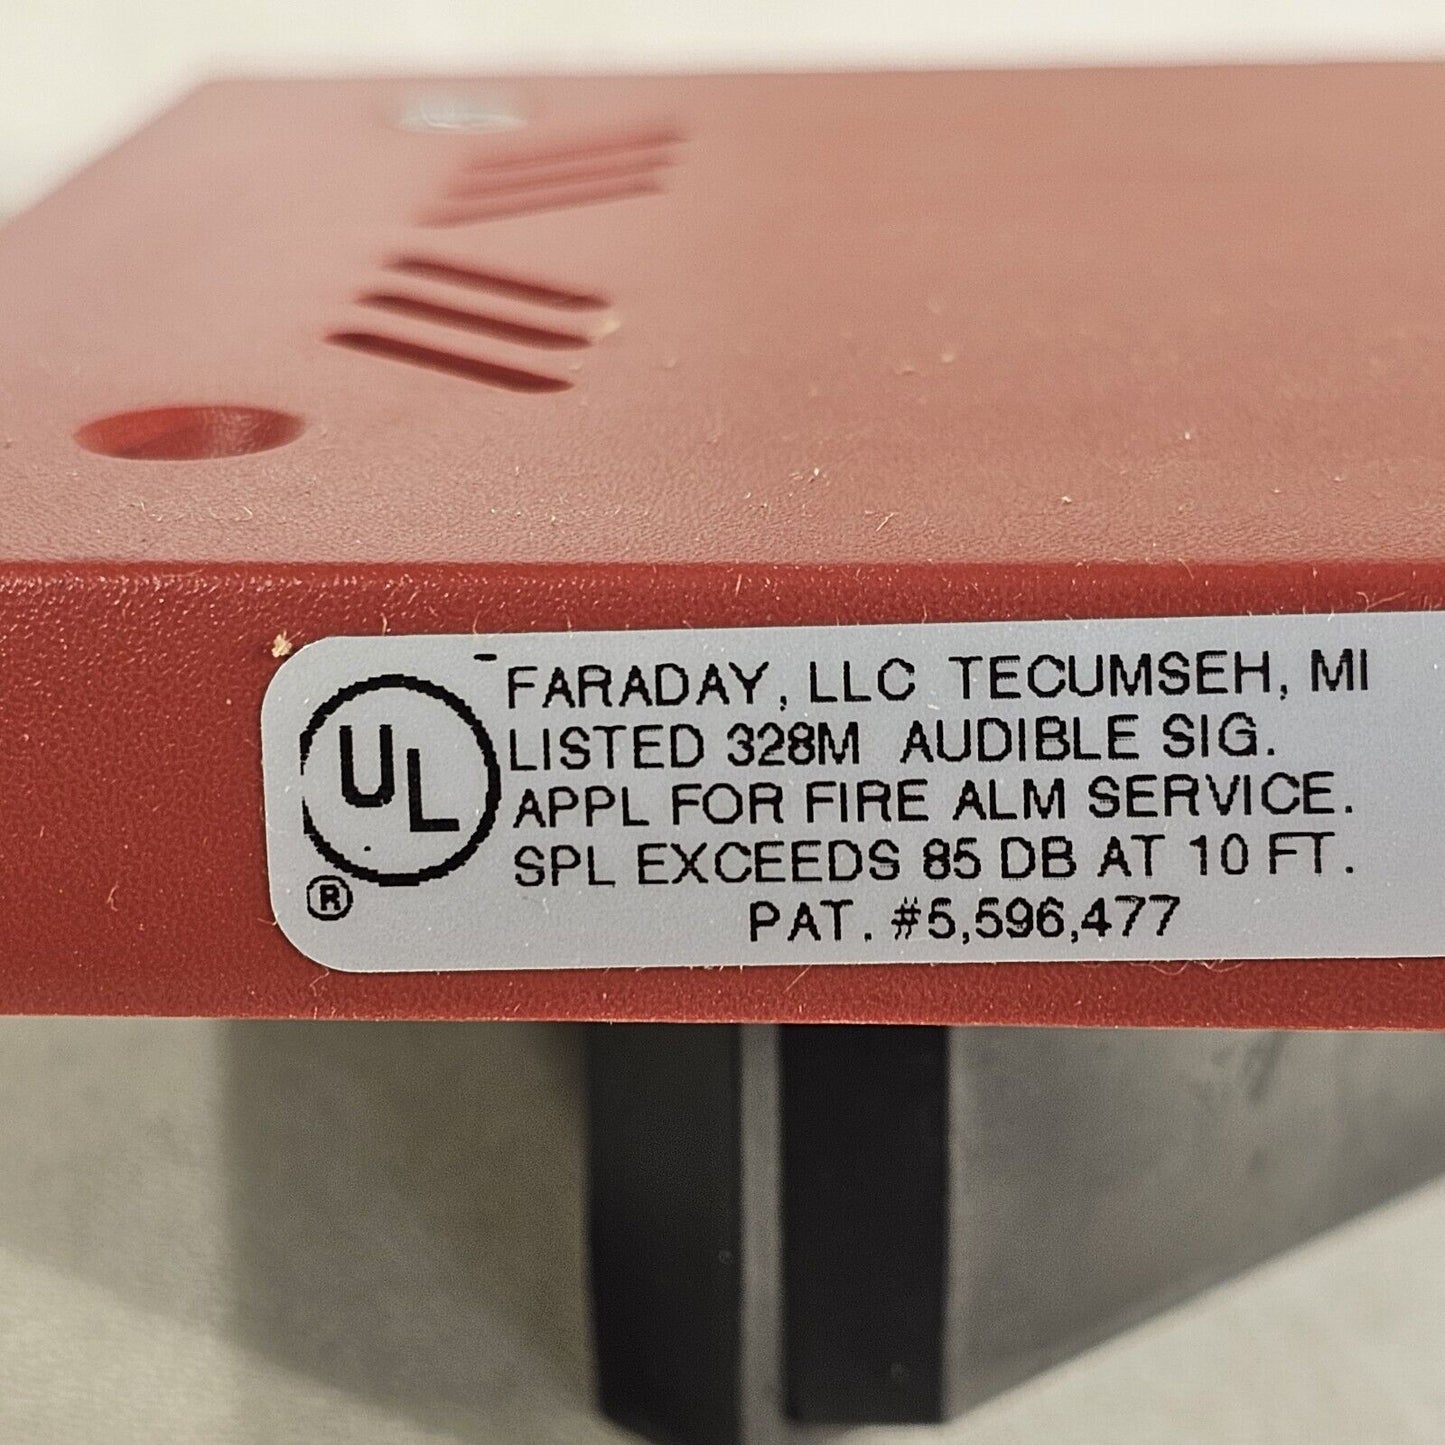 FARADAY, LLC TECUMSEH, MI
LISTED 328M AUDIBLE SIG.
APPL FOR FIRE ALM SERVICE.
SPL EXCEEDS 85 DB AT 10 FT.
PAT. #5,596,477
UL
®